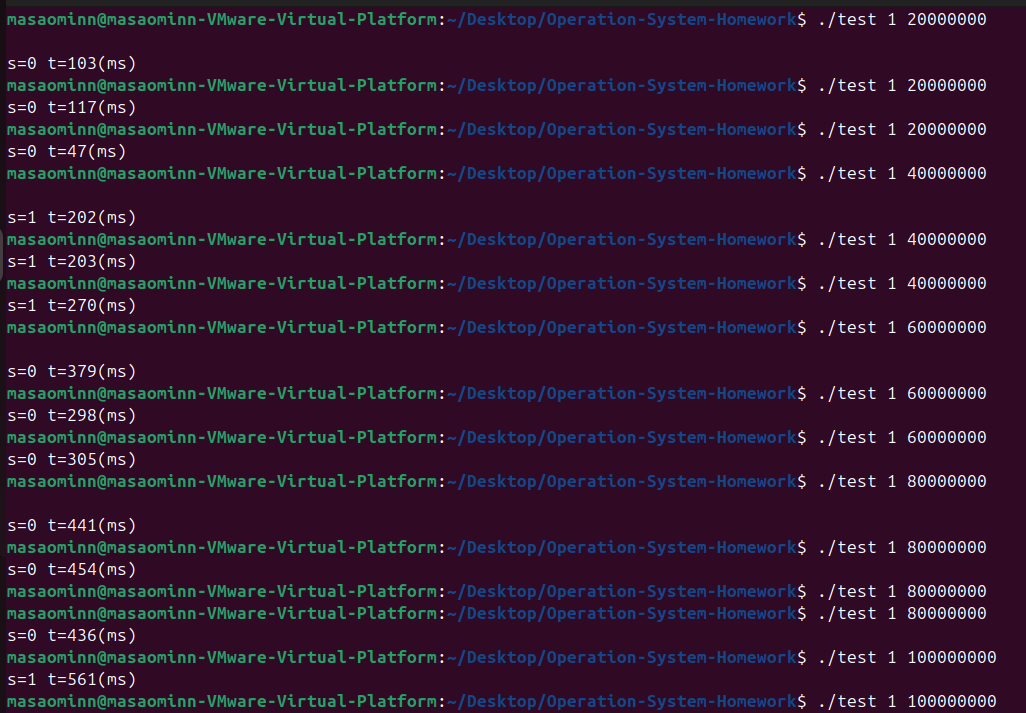 masaominn@masaominn-VMware-Virtual-Platform:~/Desktop/Operation-System-Homework$ ./test 1 20000000
s=0 t=103(ms)
masaominn@masaominn-VMware-Virtual-Platform:~/Desktop/Operation-System-Homework$ ./test 1 20000000
s=0 t=117(ms)
masaominn@masaominn-VMware-Virtual-Platform:~/Desktop/Operation-System-Homework$ ./test 1 20000000
s=0 t=47(ms)
masaominn@masaominn-VMware-Virtual-Platform:~/Desktop/Operation-System-Homework$ ./test 1 40000000
s=1 t=202(ms)
masaominn@masaominn-VMware-Virtual-Platform:~/Desktop/Operation-System-Homework$ ./test 1 40000000
s=1 t=203(ms)
masaominn@masaominn-VMware-Virtual-Platform:~/Desktop/Operation-System-Homework$ ./test 1 40000000
s=1 t=270(ms)
masaominn@masaominn-VMware-Virtual-Platform:~/Desktop/Operation-System-Homework$ ./test 1 60000000
s=0 t=379(ms)
masaominn@masaominn-VMware-Virtual-Platform:~/Desktop/Operation-System-Homework$ ./test 1 60000000
s=0 t=298(ms)
masaominn@masaominn-VMware-Virtual-Platform:~/Desktop/Operation-System-Homework$ ./test 1 60000000
s=0 t=305(ms)
masaominn@masaominn-VMware-Virtual-Platform:~/Desktop/Operation-System-Homework$ ./test 1 80000000
s=0 t=441(ms)
masaominn@masaominn-VMware-Virtual-Platform:~/Desktop/Operation-System-Homework$ ./test 1 80000000
s=0 t=454(ms)
masaominn@masaominn-VMware-Virtual-Platform:~/Desktop/Operation-System-Homework$ ./test 1 80000000
masaominn@masaominn-VMware-Virtual-Platform:~/Desktop/Operation-System-Homework$ ./test 1 80000000
s=0 t=436(ms)
masaominn@masaominn-VMware-Virtual-Platform:~/Desktop/Operation-System-Homework$ ./test 1 100000000
s=1 t=561(ms)
masaominn@masaominn-VMware-Virtual-Platform:~/Desktop/Operation-System-Homework$ ./test 1 100000000